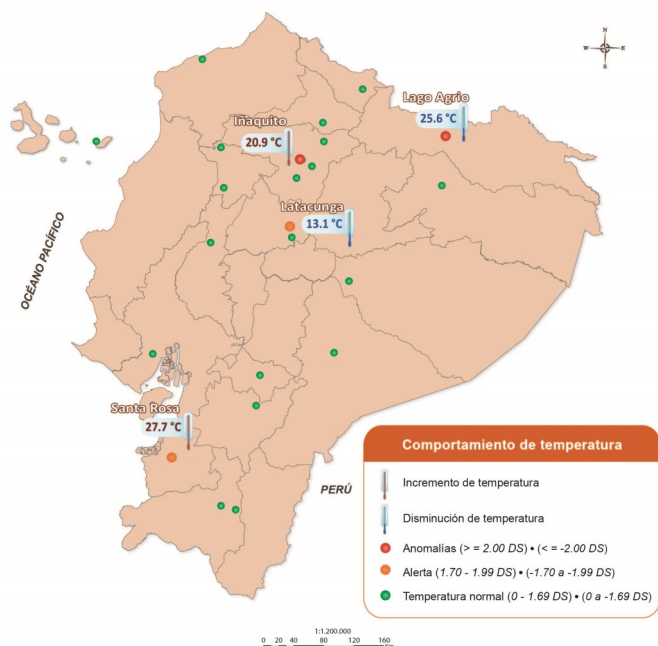 N
W E
S
Lago Agrio
25.6 °C
Iñaquito
20.9 °C
Latacunga
13.1 °C
OCÉANO PACÍFICO
Santa Rosa
27.7 °C
PERÚ
Comportamiento de temperatura
Incremento de temperatura
Disminución de temperatura
Anomalías (> = 2.00 DS) • (< = -2.00 DS)
Alerta (1.70 - 1.99 DS) • (-1.70 a -1.99 DS)
Temperatura normal (0 - 1.69 DS) • (0 a -1.69 DS)
1:1.200.000
0 20 40 80 120 160